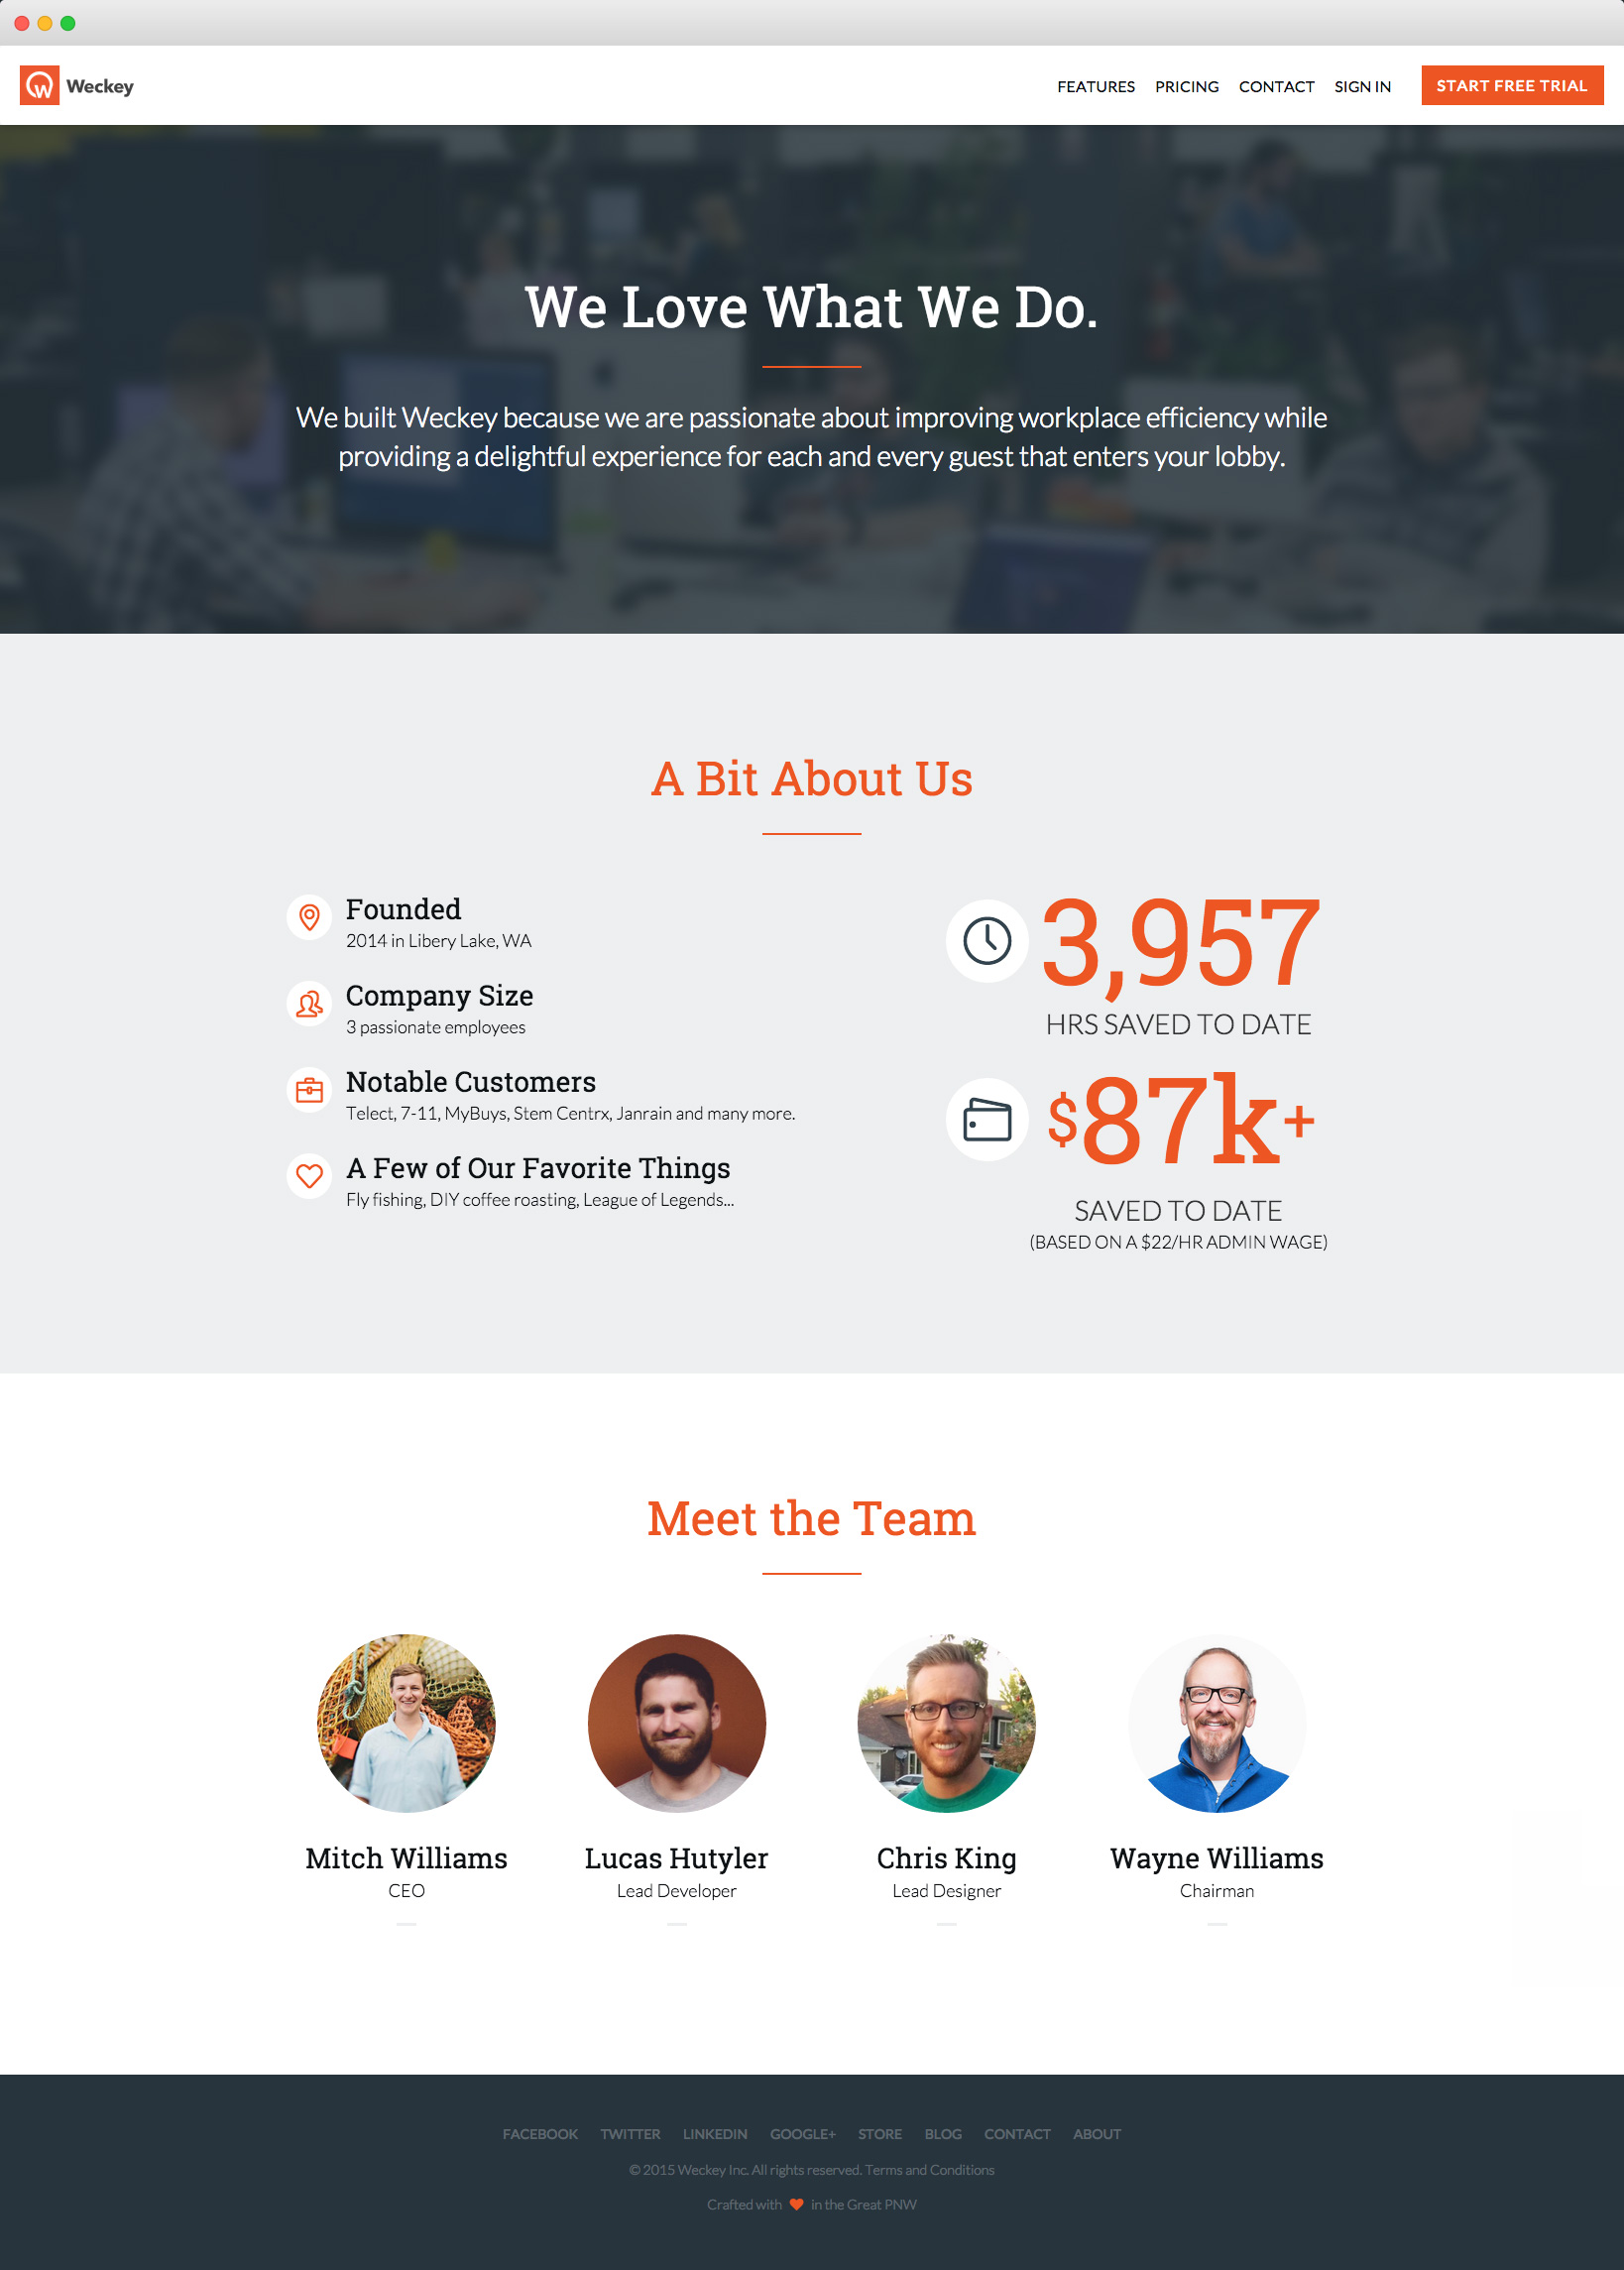 Weckey
FEATURES PRICING CONTACT SIGN IN START FREE TRIAL
We Love What We Do.
We built Weckey because we are passionate about improving workplace efficiency while
providing a delightful experience for each and every guest that enters your lobby.
A Bit About Us
Founded
2014 in Libery Lake, WA
Company Size
3 passionate employees
Notable Customers
Telect, 7-11, MyBuys, Stem Centrx, Janrain and many more.
A Few of Our Favorite Things
Fly fishing, DIY coffee roasting, League of Legends...
3,957
HRS SAVED TO DATE
$87k+
SAVED TO DATE
(BASED ON A $22/HR ADMIN WAGE)
Meet the Team
Mitch Williams
CEO
Lucas Hutyler
Lead Developer
Chris King
Lead Designer
Wayne Williams
Chairman
FACEBOOK TWITTER LINKEDIN GOOGLE+ STORE BLOG CONTACT ABOUT
© 2015 Weckey Inc. All rights reserved. Terms and Conditions
Crafted with ♥ in the Great PNW